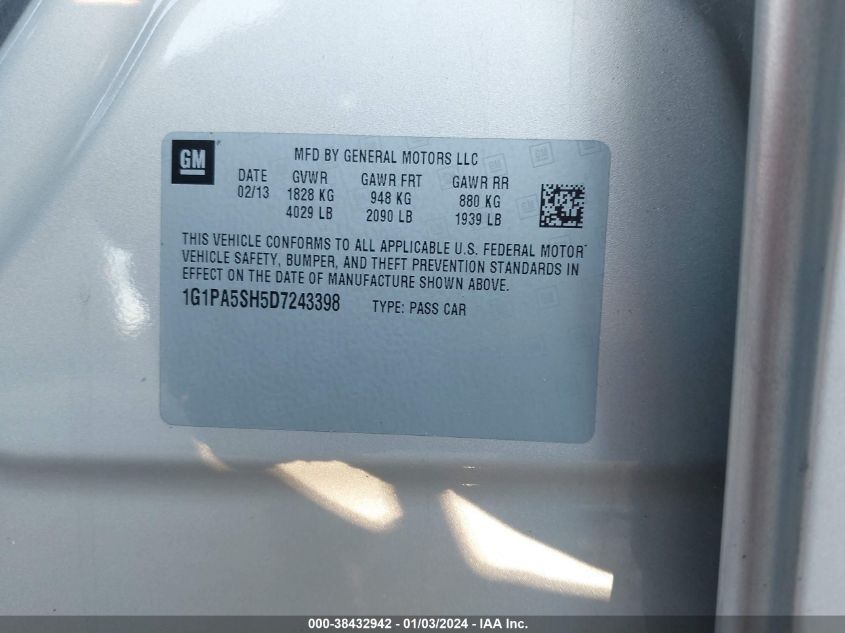 GM
MFD BY GENERAL MOTORS LLC
DATE GVWR GAWR FRT GAWR RR
02/13 1828 KG 948 KG 880 KG
4029 LB 2090 LB 1939 LB
THIS VEHICLE CONFORMS TO ALL APPLICABLE U.S. FEDERAL MOTOR
VEHICLE SAFETY, BUMPER, AND THEFT PREVENTION STANDARDS IN
EFFECT ON THE DATE OF MANUFACTURE SHOWN ABOVE.
1G1PA5SH5D7243398 TYPE: PASS CAR
000-38432942 - 01/03/2024 - IAA Inc.